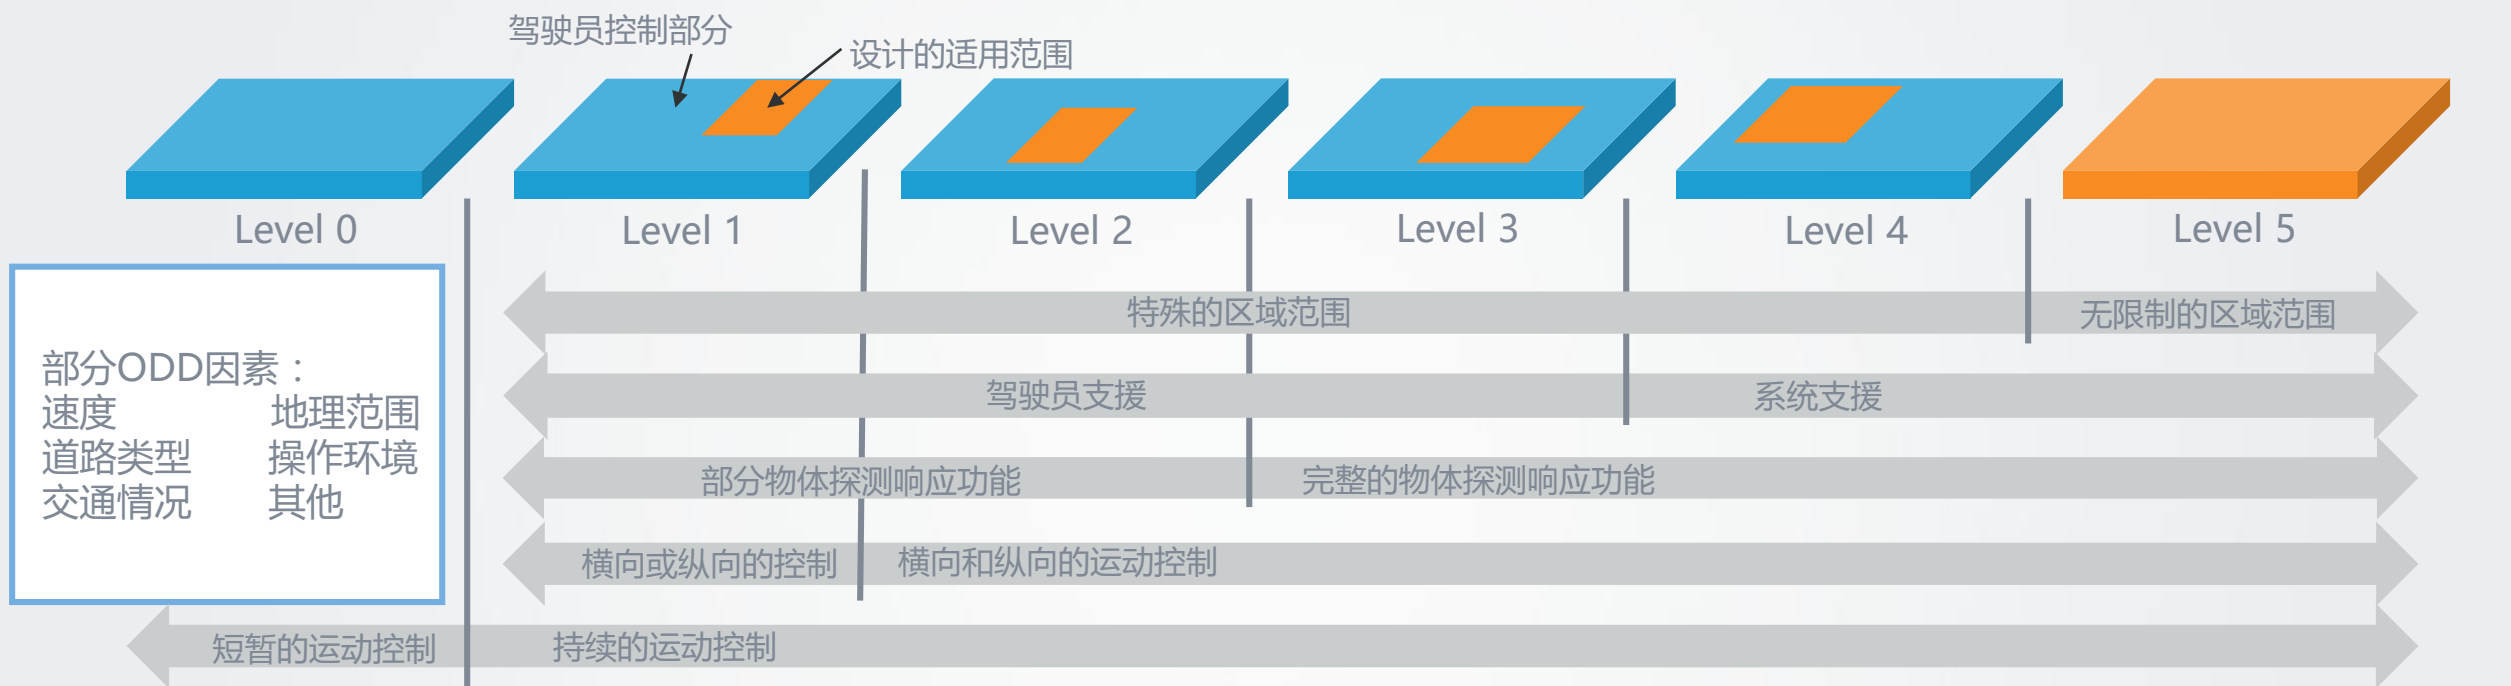 驾驶员控制部分
设计的适用范围
Level 0
Level 1
Level 2
Level 3
Level 4
Level 5
特殊的区域范围
无限制的区域范围
部分ODD因素：
速度 地理范围
道路类型 操作环境
交通情况 其他
驾驶员支援
系统支援
部分物体探测响应功能
完整的物体探测响应功能
横向或纵向的控制
横向和纵向的运动控制
短暂的运动控制
持续的运动控制